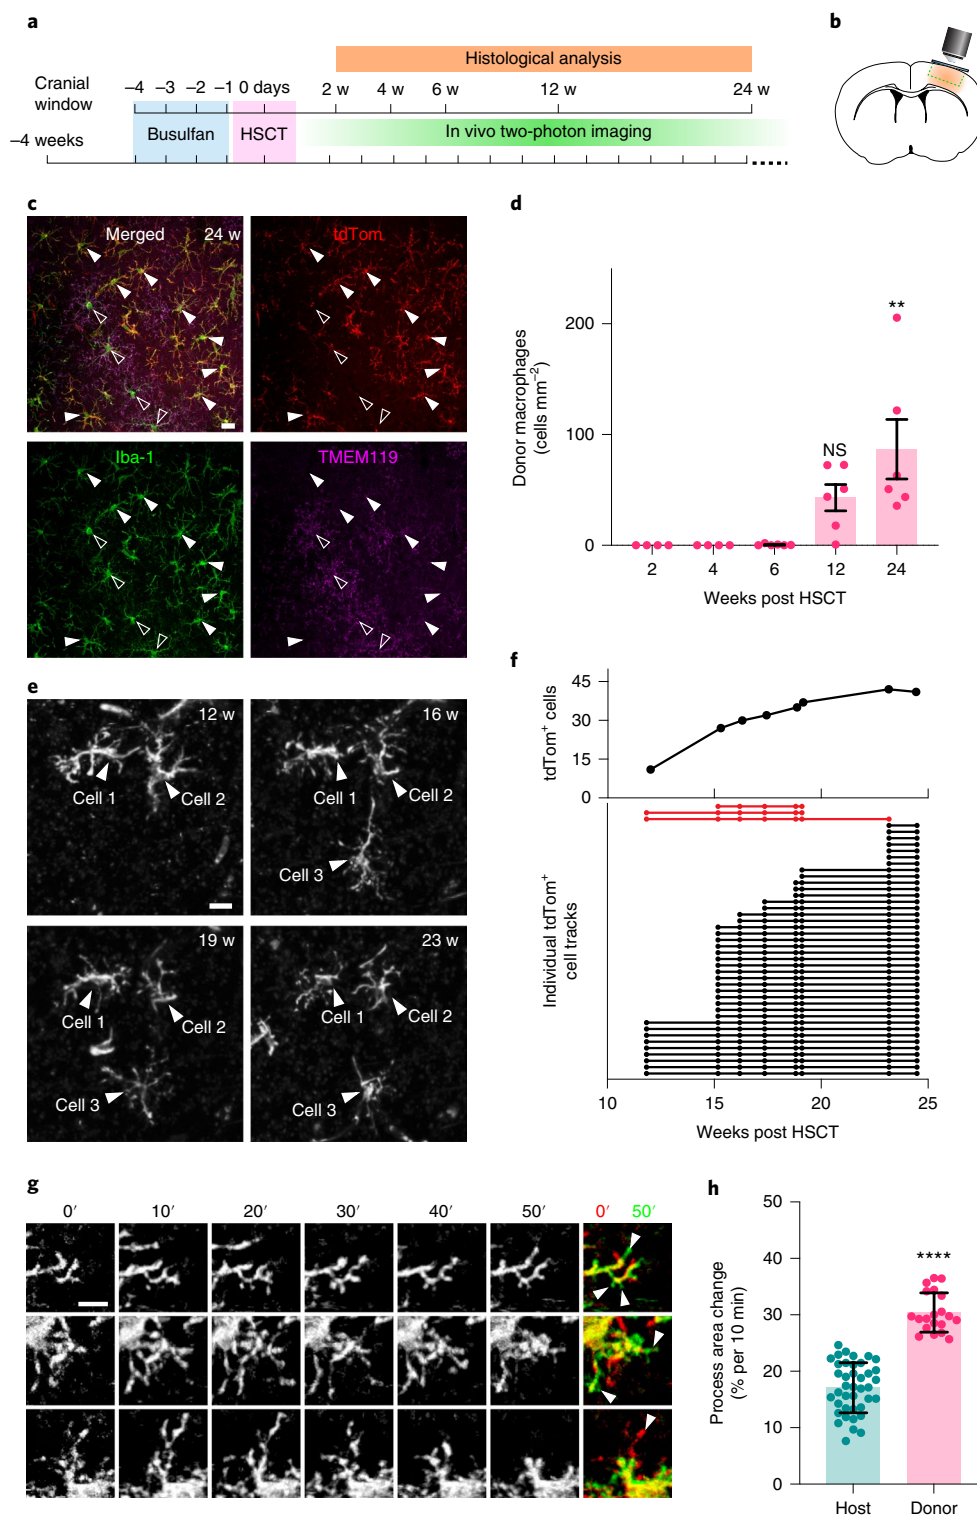 a
b
Histological analysis
Cranial window
–4 –3 –2 –1 0 days 2 w 4 w 6 w 12 w 24 w
–4 weeks
Busulfan
HSCT
In vivo two-photon imaging
c
Merged
24 w
tdTom
Iba-1
TMEM119
d
Donor macrophages
(cells mm⁻²)
200
100
0
NS
**
2 4 6 12 24
Weeks post HSCT
e
12 w
Cell 1
Cell 2
16 w
Cell 1
Cell 2
Cell 3
19 w
Cell 1
Cell 2
Cell 3
23 w
Cell 1
Cell 2
Cell 3
f
tdTom⁺ cells
45
30
15
0
Individual tdTom⁺
cell tracks
10 15 20 25
Weeks post HSCT
g
0′ 10′ 20′ 30′ 40′ 50′ 0′ 50′
h
Process area change
(% per 10 min)
50
40
30
20
10
0
****
Host Donor